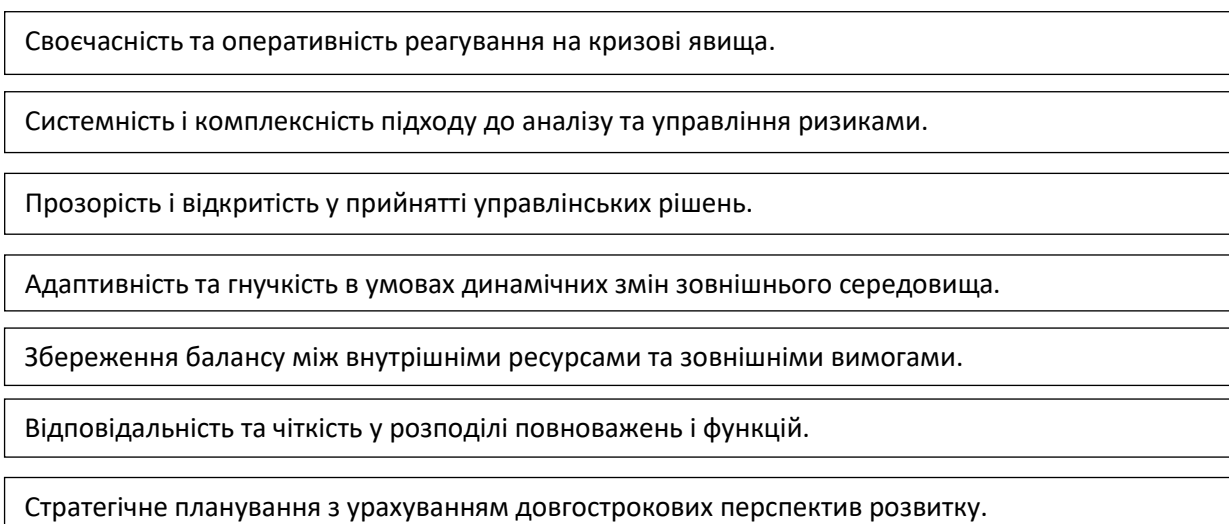 Своєчасність та оперативність реагування на кризові явища.
Системність і комплексність підходу до аналізу та управління ризиками.
Прозорість і відкритість у прийнятті управлінських рішень.
Адаптивність та гнучкість в умовах динамічних змін зовнішнього середовища.
Збереження балансу між внутрішніми ресурсами та зовнішніми вимогами.
Відповідальність та чіткість у розподілі повноважень і функцій.
Стратегічне планування з урахуванням довгострокових перспектив розвитку.